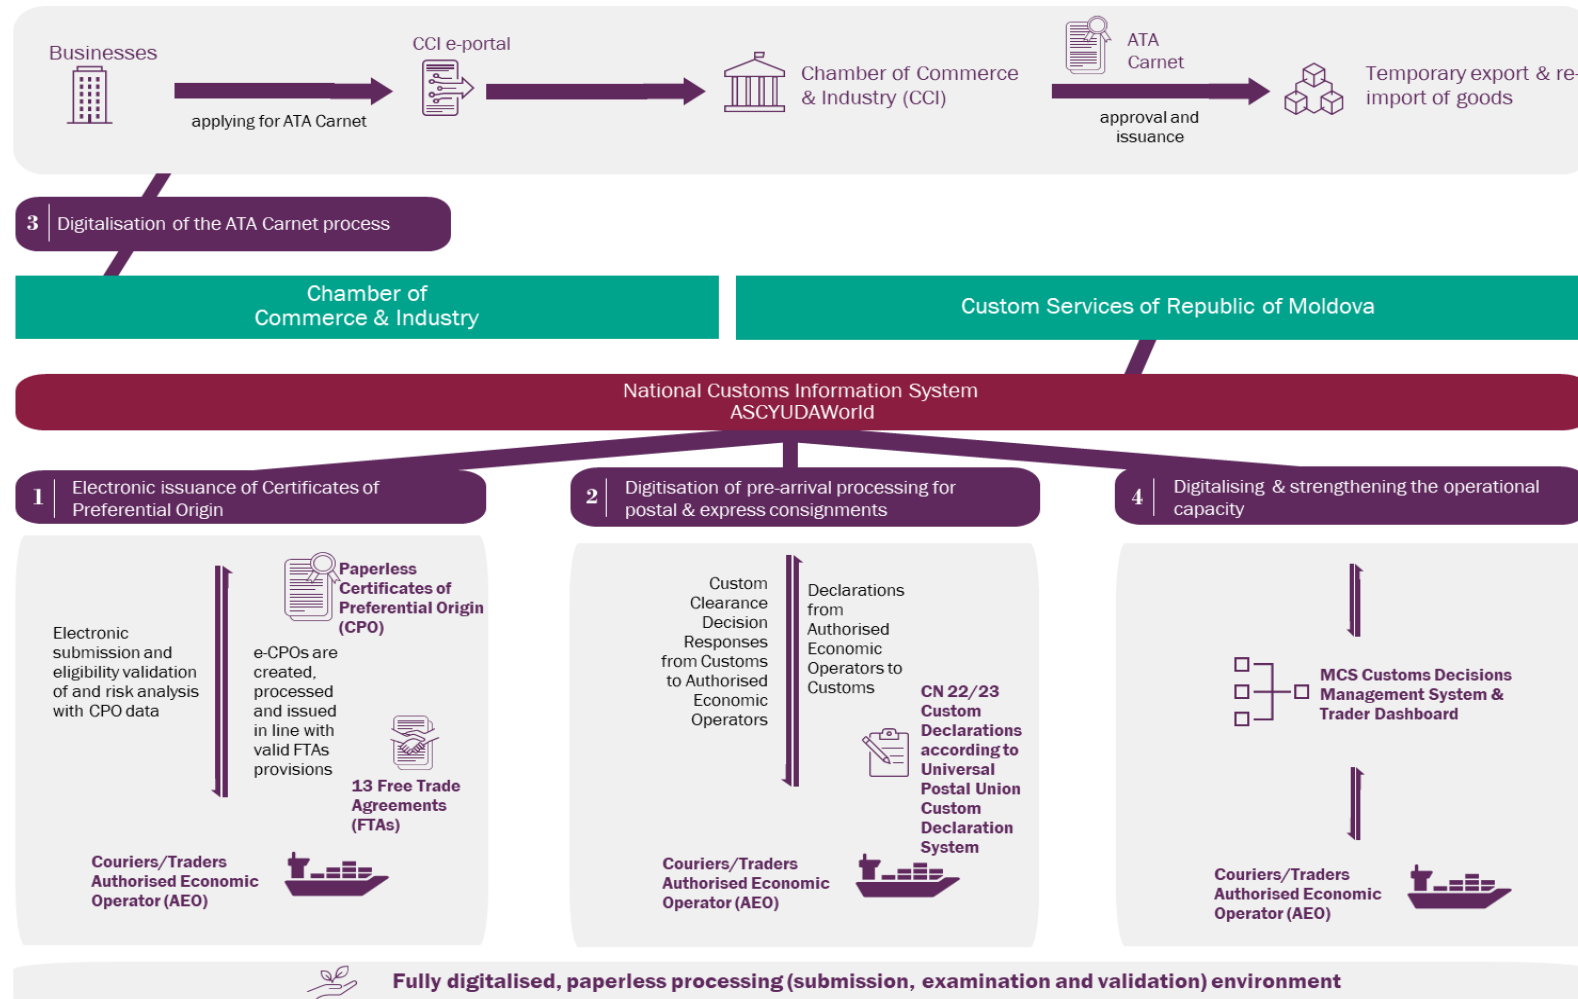 Businesses
applying for ATA Carnet
CCI e-portal
Chamber of Commerce
& Industry (CCI)
ATA
Carnet
approval and
issuance
Temporary export & re-
import of goods
3 Digitalisation of the ATA Carnet process
Chamber of
Commerce & Industry
Custom Services of Republic of Moldova
National Customs Information System
ASCYUDAWorld
1 Electronic issuance of Certificates of
Preferential Origin
Electronic
submission and
eligibility validation
of and risk analysis
with CPO data
Paperless
Certificates of
Preferential Origin
(CPO)
e-CPOs are
created,
processed
and issued
in line with
valid FTAs
provisions
13 Free Trade
Agreements
(FTAs)
Couriers/Traders
Authorised Economic
Operator (AEO)
2 Digitisation of pre-arrival processing for
postal & express consignments
Custom
Clearance
Decision
Responses
from Customs
to Authorised
Economic
Operators
Declarations
from
Authorised
Economic
Operators to
Customs
CN 22/23
Custom
Declarations
according to
Universal
Postal Union
Custom
Declaration
System
Couriers/Traders
Authorised Economic
Operator (AEO)
4 Digitalising & strengthening the operational
capacity
MCS Customs Decisions
Management System &
Trader Dashboard
Couriers/Traders
Authorised Economic
Operator (AEO)
Fully digitalised, paperless processing (submission, examination and validation) environment